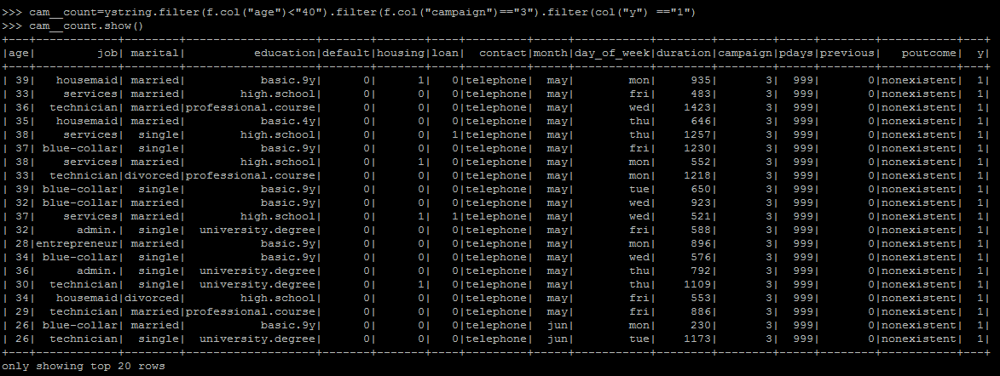 >>> cam__count=ystring.filter(f.col("age")<"40").filter(f.col("campaign")=="3").filter(col("y") =="1")
>>> cam__count.show()
+---+------------+--------+-------------------+-------+-------+----+---------+-----+-----------+--------+--------+-----+--------+-----------+---+
|age|         job| marital|          education|default|housing|loan|  contact|month|day_of_week|duration|campaign|pdays|previous|   poutcome|  y|
+---+------------+--------+-------------------+-------+-------+----+---------+-----+-----------+--------+--------+-----+--------+-----------+---+
| 39|   housemaid| married|           basic.9y|      0|      1|   0|telephone|  may|        mon|     935|       3|  999|       0|nonexistent|  1|
| 33|    services| married|        high.school|      0|      0|   0|telephone|  may|        fri|     483|       3|  999|       0|nonexistent|  1|
| 36|  technician| married|professional.course|      0|      0|   0|telephone|  may|        wed|    1423|       3|  999|       0|nonexistent|  1|
| 35|   housemaid| married|           basic.4y|      0|      0|   0|telephone|  may|        thu|     646|       3|  999|       0|nonexistent|  1|
| 38|    services|  single|        high.school|      0|      0|   1|telephone|  may|        thu|    1257|       3|  999|       0|nonexistent|  1|
| 37| blue-collar|  single|           basic.9y|      0|      0|   0|telephone|  may|        fri|    1230|       3|  999|       0|nonexistent|  1|
| 38|    services| married|        high.school|      0|      1|   0|telephone|  may|        mon|     552|       3|  999|       0|nonexistent|  1|
| 33|  technician|divorced|professional.course|      0|      0|   0|telephone|  may|        mon|    1218|       3|  999|       0|nonexistent|  1|
| 39| blue-collar|  single|           basic.9y|      0|      0|   0|telephone|  may|        tue|     650|       3|  999|       0|nonexistent|  1|
| 32| blue-collar| married|           basic.9y|      0|      0|   0|telephone|  may|        wed|     923|       3|  999|       0|nonexistent|  1|
| 37|    services| married|        high.school|      0|      1|   1|telephone|  may|        wed|     521|       3|  999|       0|nonexistent|  1|
| 32|      admin.|  single|  university.degree|      0|      0|   0|telephone|  may|        fri|     588|       3|  999|       0|nonexistent|  1|
| 28|entrepreneur| married|           basic.9y|      0|      0|   0|telephone|  may|        mon|     896|       3|  999|       0|nonexistent|  1|
| 34| blue-collar|  single|           basic.9y|      0|      0|   0|telephone|  may|        wed|     576|       3|  999|       0|nonexistent|  1|
| 36|      admin.|  single|  university.degree|      0|      0|   0|telephone|  may|        thu|     792|       3|  999|       0|nonexistent|  1|
| 30|  technician|  single|  university.degree|      0|      1|   0|telephone|  may|        thu|    1109|       3|  999|       0|nonexistent|  1|
| 34|   housemaid|divorced|        high.school|      0|      0|   0|telephone|  may|        fri|     553|       3|  999|       0|nonexistent|  1|
| 29|  technician| married|professional.course|      0|      0|   0|telephone|  may|        fri|     886|       3|  999|       0|nonexistent|  1|
| 26| blue-collar| married|           basic.9y|      0|      0|   0|telephone|  jun|        mon|     230|       3|  999|       0|nonexistent|  1|
| 26|  technician|  single|  university.degree|      0|      0|   0|telephone|  jun|        tue|    1173|       3|  999|       0|nonexistent|  1|
+---+------------+--------+-------------------+-------+-------+----+---------+-----+-----------+--------+--------+-----+--------+-----------+---+
only showing top 20 rows